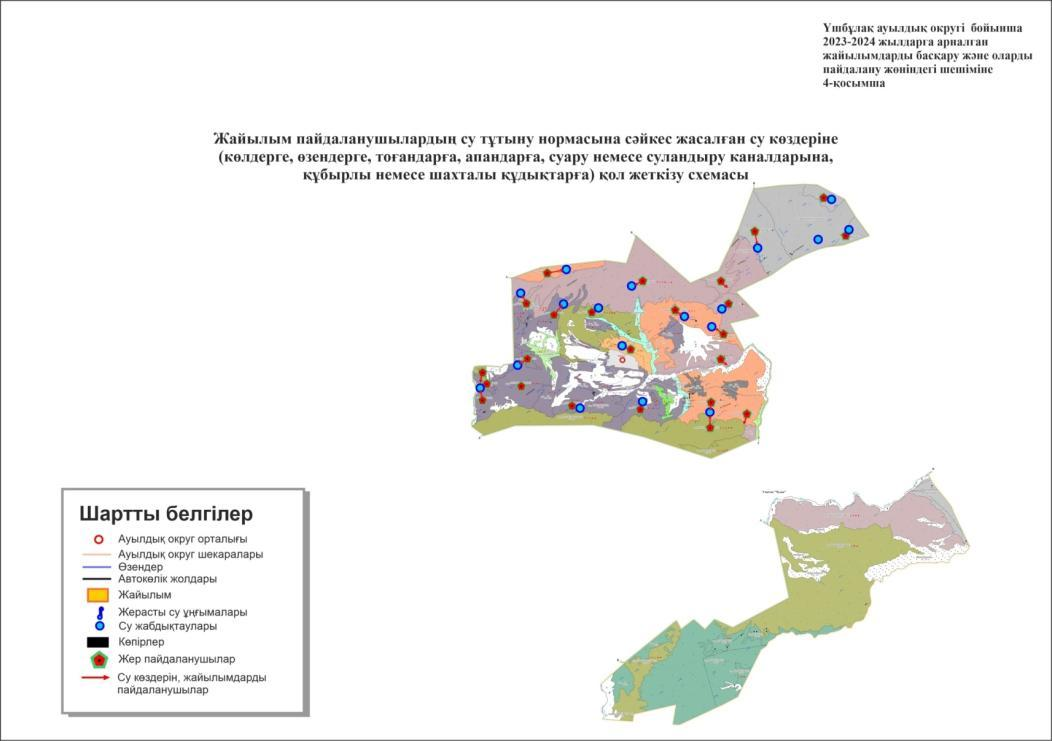 Үшбұлақ ауылдық округі бойынша
2023-2024 жылдарға арналған
жайылымдарды басқару және оларды
пайдалану жөніндегі шешіміне
4-қосымша
Жайылым пайдаланушылардың су тұтыну нормасына сәйкес жасалған су көздеріне
(көлдерге, өзендерге, тоғандарға, апандарға, суару немесе суландыру каналдарына,
құбырлы немесе шахталы құдықтарға) қол жеткізу схемасы
Шартты белгілер
Ауылдық округ орталығы
Ауылдық округ шекаралары
Өзендер
Автокөлік жолдары
Жайылым
Жерасты су ұңғымалары
Су жабдықтаулары
Көпірлер
Жер пайдаланушылар
Су көздерін, жайылымдарды
пайдаланушылар